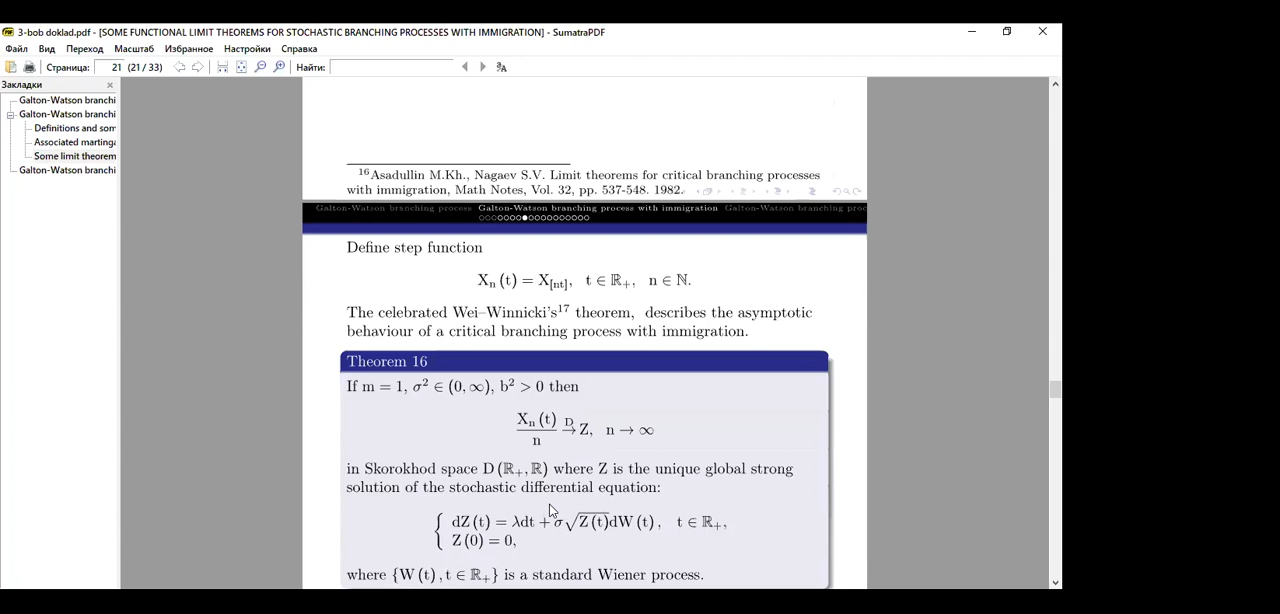 3-bob doklad.pdf - [SOME FUNCTIONAL LIMIT THEOREMS FOR STOCHASTIC BRANCHING PROCESSES WITH IMMIGRATION] - SumatraPDF
Файл Вид Переход Масштаб Избранное Настройки Справка
Страница: 21 (21 / 33) Найти:
Закладки
Galton-Watson branchi
Galton-Watson branchi
Definitions and som
Associated martinga
Some limit theorem
Galton-Watson branchi
16Asadullin M.Kh., Nagaev S.V. Limit theorems for critical branching processes
with immigration, Math Notes, Vol. 32, pp. 537-548. 1982.
Galton-Watson branching process Galton-Watson branching process with immigration Galton-Watson branching proc
Define step function
Xₙ (t) = X[nt], t ∈ ℝ₊, n ∈ ℕ.
The celebrated Wei–Winnicki's¹⁷ theorem, describes the asymptotic
behaviour of a critical branching process with immigration.
Theorem 16
If m = 1, σ² ∈ (0, ∞), b² > 0 then
Xₙ (t)
D
→ Z, n → ∞
n
in Skorokhod space D (ℝ₊, ℝ) where Z is the unique global strong
solution of the stochastic differential equation:
{ dZ (t) = λdt + σ√Z (t)dW (t), t ∈ ℝ₊,
Z (0) = 0,
where {W (t), t ∈ ℝ₊} is a standard Wiener process.